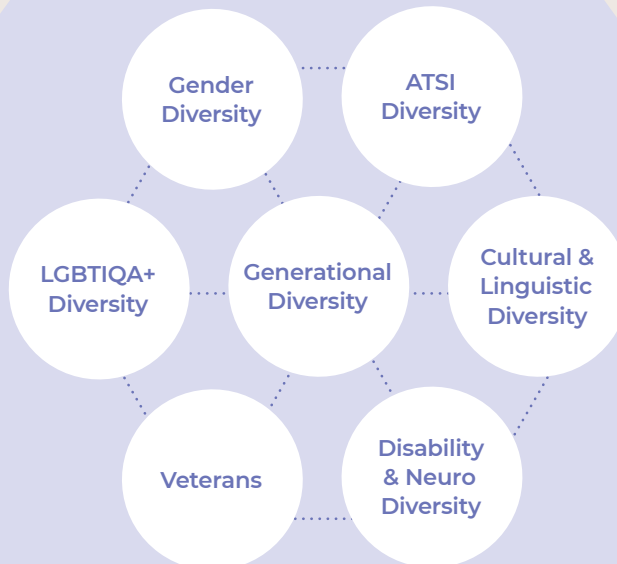 Gender
Diversity
ATSI
Diversity
LGBTIQA+
Diversity
Generational
Diversity
Cultural &
Linguistic
Diversity
Veterans
Disability
& Neuro
Diversity